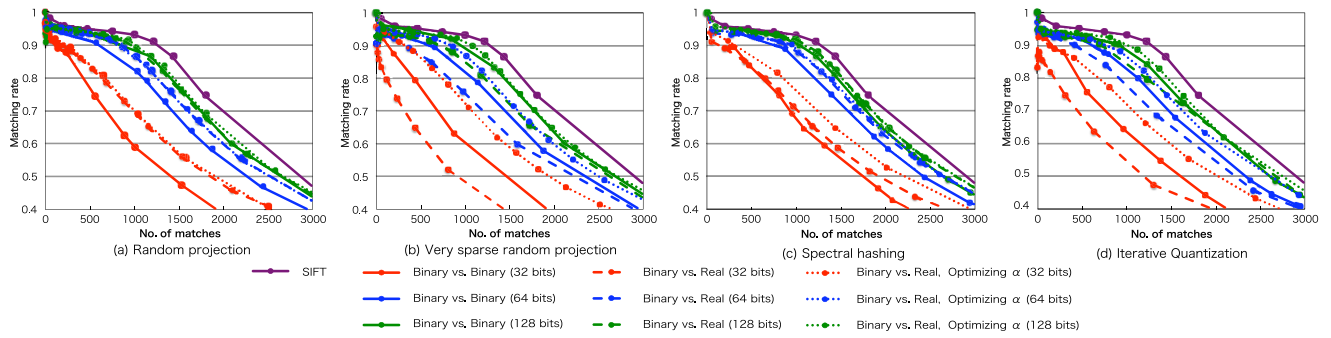 Matching rate
1
0.9
0.8
0.7
0.6
0.5
0.4
0 500 1000 1500 2000 2500 3000
No. of matches
(a) Random projection
Matching rate
1
0.9
0.8
0.7
0.6
0.5
0.4
0 500 1000 1500 2000 2500 3000
No. of matches
(b) Very sparse random projection
Matching rate
1
0.9
0.8
0.7
0.6
0.5
0.4
0 500 1000 1500 2000 2500 3000
No. of matches
(c) Spectral hashing
Matching rate
1
0.9
0.8
0.7
0.6
0.5
0.4
0 500 1000 1500 2000 2500 3000
No. of matches
(d) Iterative Quantization
SIFT Binary vs. Binary (32 bits) Binary vs. Real (32 bits) Binary vs. Real, Optimizing α (32 bits)
Binary vs. Binary (64 bits) Binary vs. Real (64 bits) Binary vs. Real, Optimizing α (64 bits)
Binary vs. Binary (128 bits) Binary vs. Real (128 bits) Binary vs. Real, Optimizing α (128 bits)